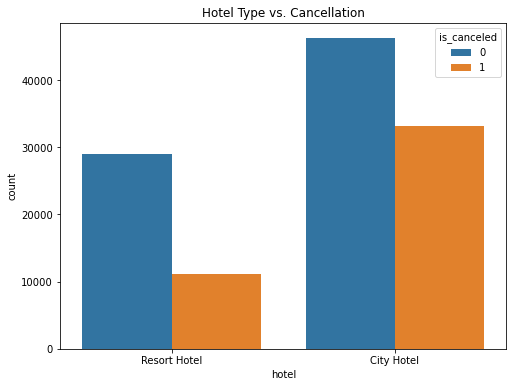 Hotel Type vs. Cancellation
is_canceled
0
1
count
40000
30000
20000
10000
0
Resort Hotel
City Hotel
hotel